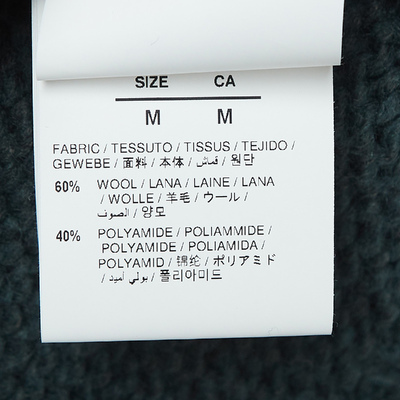 SIZE CA
M M
FABRIC / TESSUTO / TISSUS / TEJIDO /
GEWEBE / 面料 / 本体 / قماش / 원단
60% WOOL / LANA / LAINE / LANA
/ WOLLE / 羊毛 / ウール /
الصوف / 양모
40% POLYAMIDE / POLIAMMIDE /
POLYAMIDE / POLIAMIDA /
POLYAMID / 锦纶 / ポリアミド
/ بولي أميد / 폴리아미드